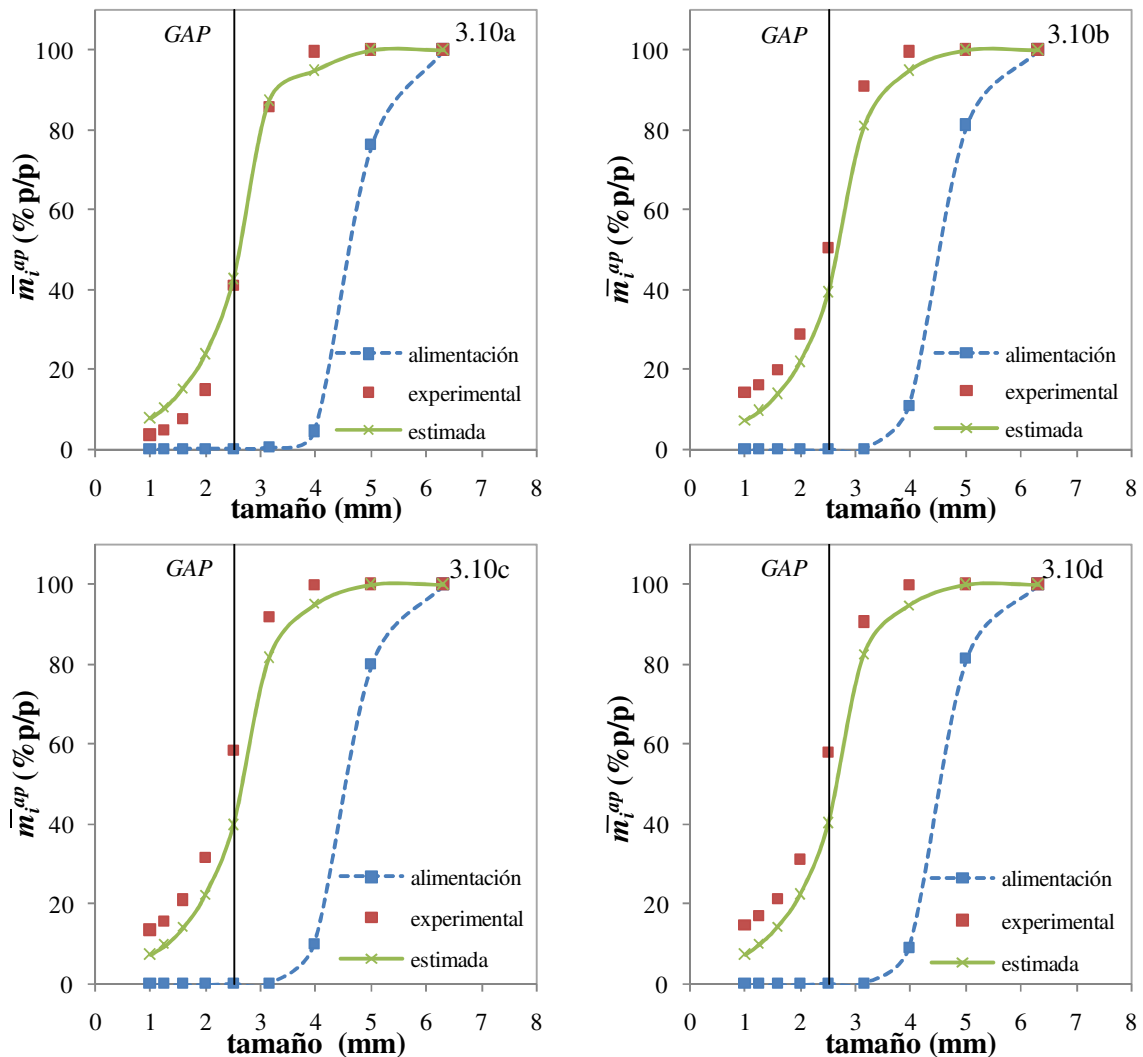 GAP
3.10a
100
80
60
40
20
0
m̅ᵢᵃᵖ (%p/p)
alimentación
experimental
estimada
0 1 2 3 4 5 6 7 8
tamaño (mm)
GAP
3.10b
100
80
60
40
20
0
m̅ᵢᵃᵖ (%p/p)
alimentación
experimental
estimada
0 1 2 3 4 5 6 7 8
tamaño (mm)
GAP
3.10c
100
80
60
40
20
0
m̅ᵢᵃᵖ (%p/p)
alimentación
experimental
estimada
0 1 2 3 4 5 6 7 8
tamaño (mm)
GAP
3.10d
100
80
60
40
20
0
m̅ᵢᵃᵖ (%p/p)
alimentación
experimental
estimada
0 1 2 3 4 5 6 7 8
tamaño (mm)